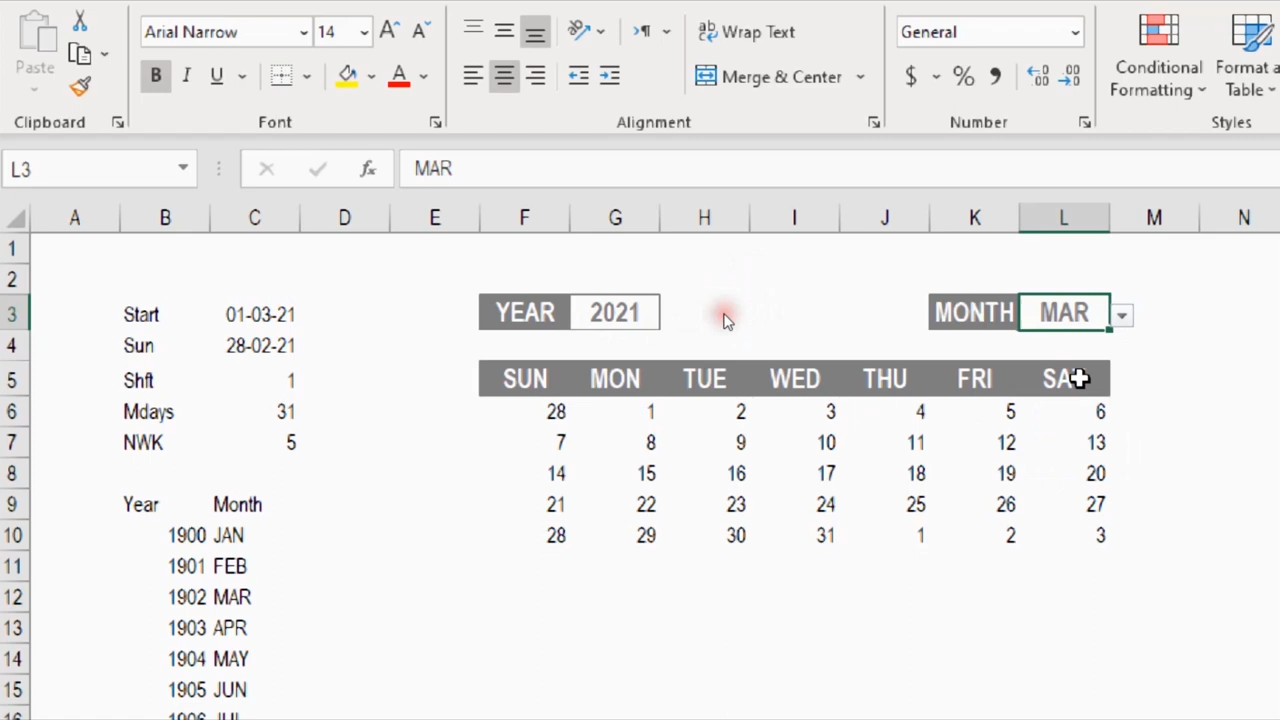 Arial Narrow 14 Wrap Text General
Paste B I U A Merge & Center $ % Conditional Format a
Formatting Table
Clipboard Font Alignment Number Styles
L3 fx MAR
A B C D E F G H I J K L M N
1
2
3 Start 01-03-21 YEAR 2021 MONTH MAR
4 Sun 28-02-21
5 Shft 1 SUN MON TUE WED THU FRI SA
6 Mdays 31 28 1 2 3 4 5 6
7 NWK 5 7 8 9 10 11 12 13
8 14 15 16 17 18 19 20
9 Year Month 21 22 23 24 25 26 27
10 1900 JAN 28 29 30 31 1 2 3
11 1901 FEB
12 1902 MAR
13 1903 APR
14 1904 MAY
15 1905 JUN